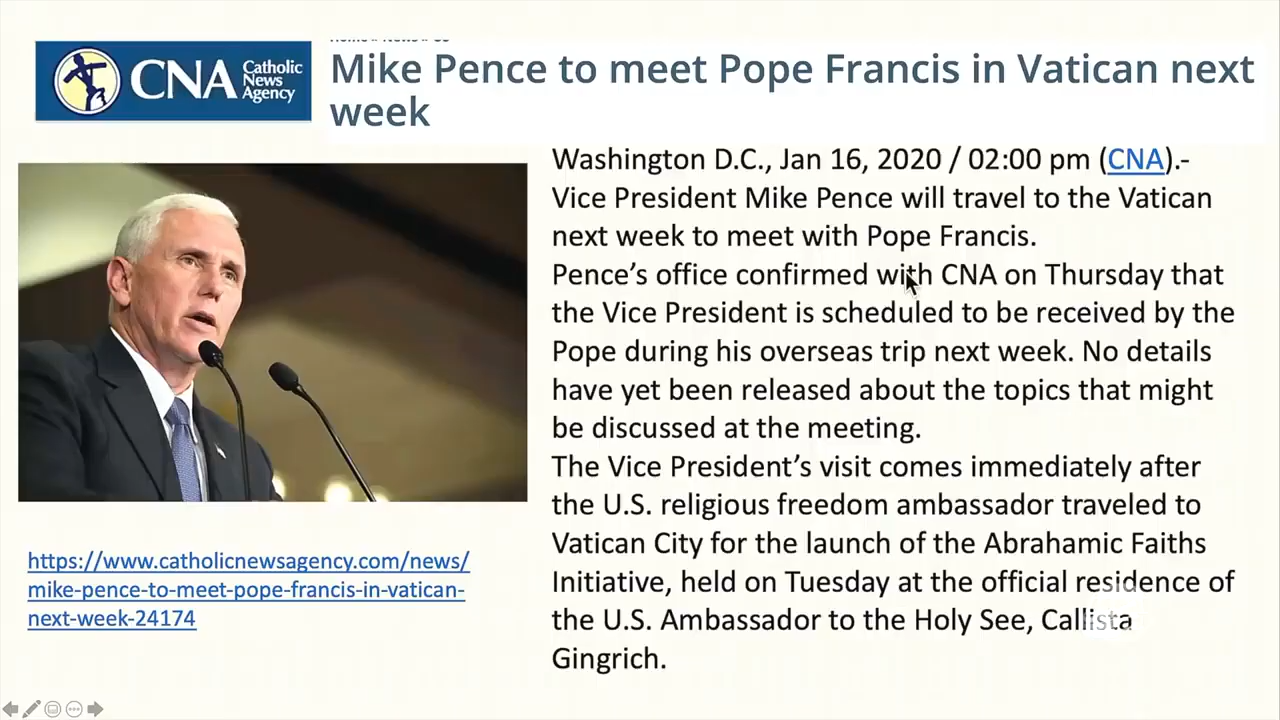 CNA Catholic
News
Agency
Mike Pence to meet Pope Francis in Vatican next
week
Washington D.C., Jan 16, 2020 / 02:00 pm (CNA).-
Vice President Mike Pence will travel to the Vatican
next week to meet with Pope Francis.
Pence’s office confirmed with CNA on Thursday that
the Vice President is scheduled to be received by the
Pope during his overseas trip next week. No details
have yet been released about the topics that might
be discussed at the meeting.
The Vice President’s visit comes immediately after
the U.S. religious freedom ambassador traveled to
Vatican City for the launch of the Abrahamic Faiths
Initiative, held on Tuesday at the official residence of
the U.S. Ambassador to the Holy See, Callista
Gingrich.
https://www.catholicnewsagency.com/news/
mike-pence-to-meet-pope-francis-in-vatican-
next-week-24174